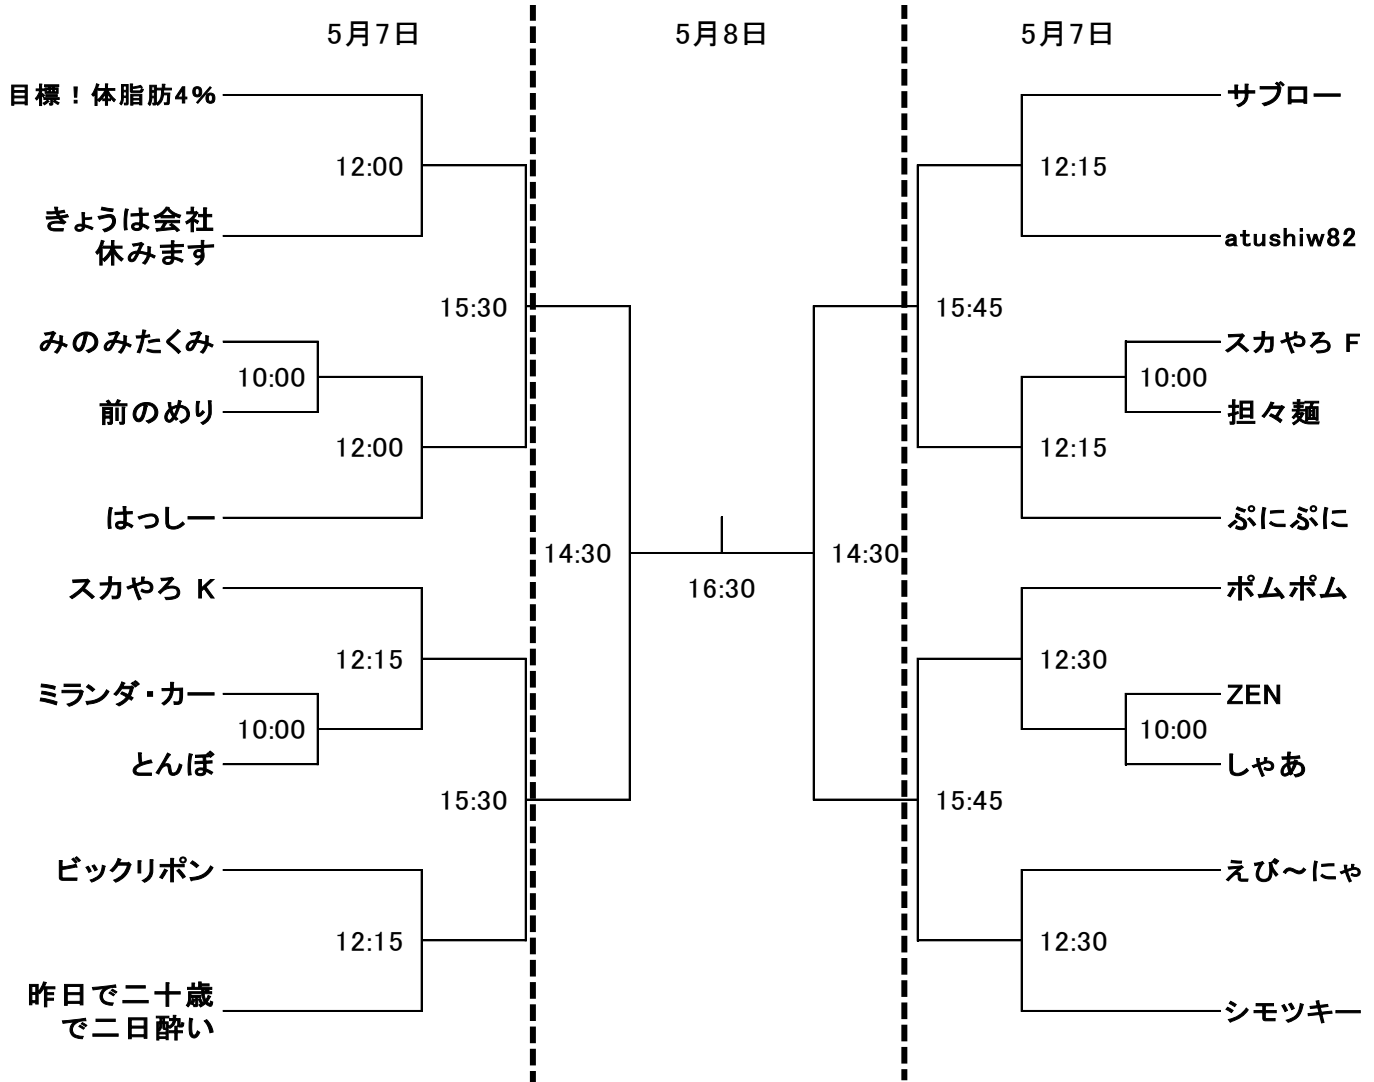 5月7日
5月8日
5月7日
目標！体脂肪4%
12:00
きょうは会社
休みます
15:30
みのみたくみ
10:00
前のめり
12:00
はっしー
14:30
スカやろ K
12:15
ミランダ・カー
10:00
とんぼ
15:30
ビックリポン
12:15
昨日で二十歳
で二日酔い
16:30
サブロー
12:15
atushiw82
15:45
スカやろ F
10:00
担々麺
12:15
ぷにぷに
14:30
ポムポム
12:30
ZEN
10:00
しゃあ
15:45
えび～にゃ
12:30
シモツキー